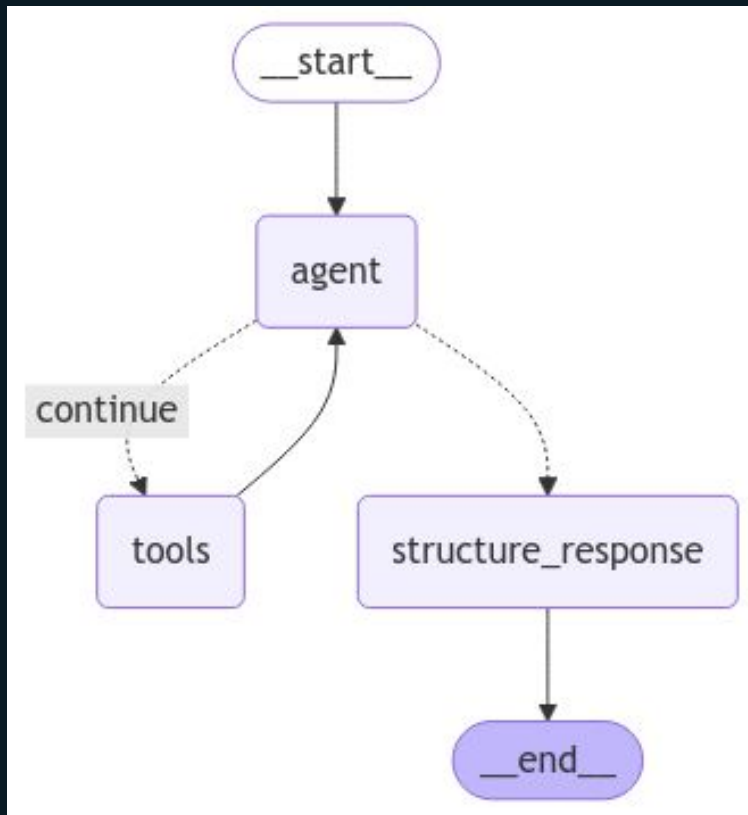 __start__
agent
continue
tools
structure_response
__end__